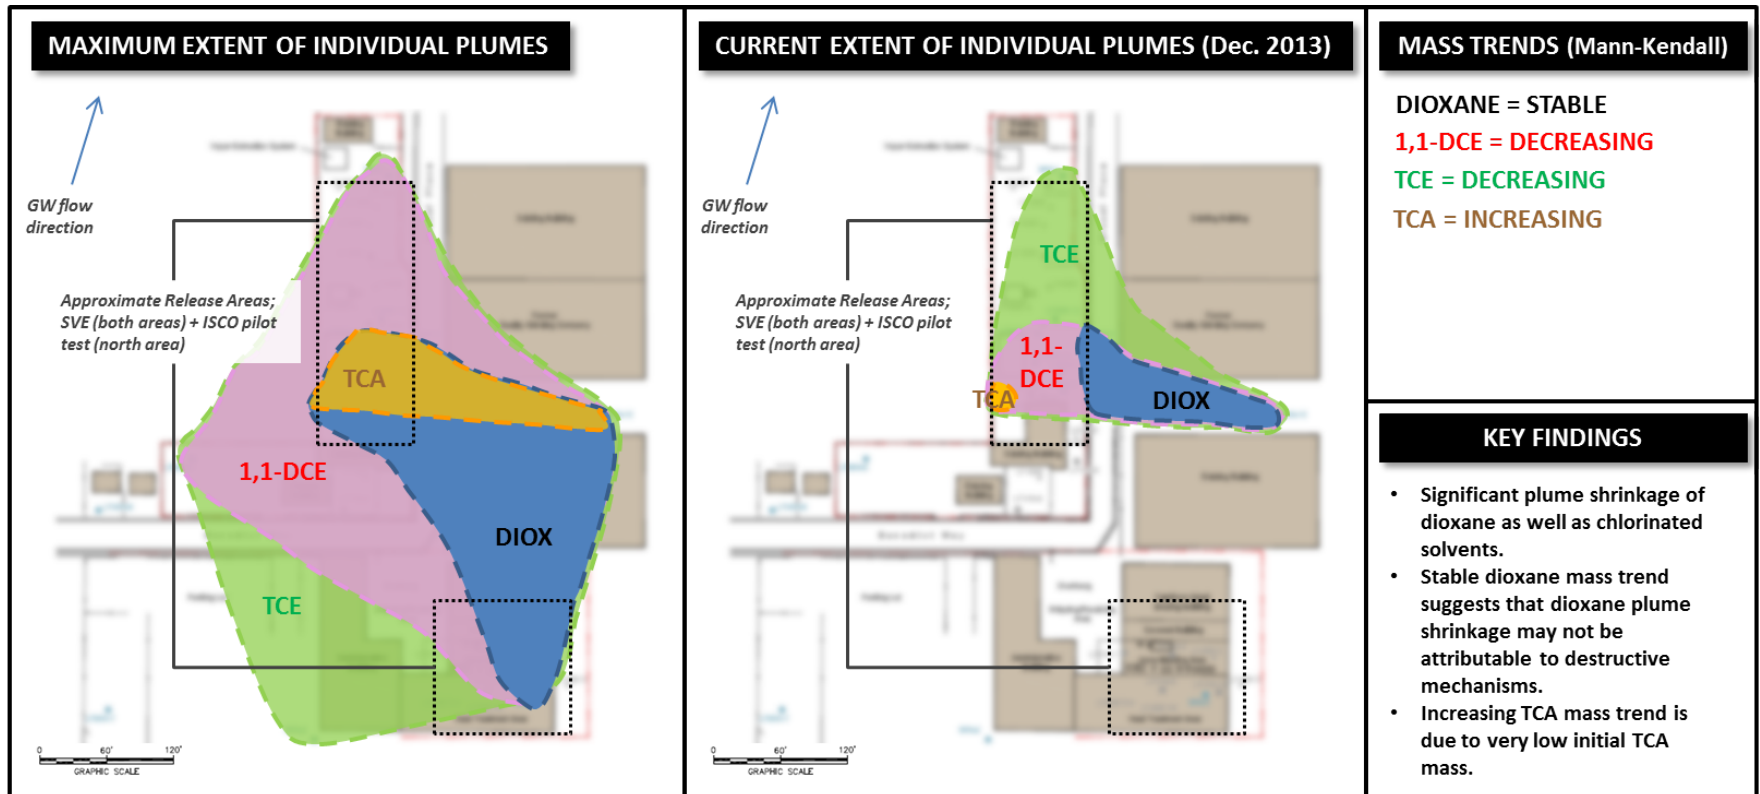 MAXIMUM EXTENT OF INDIVIDUAL PLUMES
GW flow
direction
Approximate Release Areas;
SVE (both areas) + ISCO pilot
test (north area)
TCA
1,1-DCE
DIOX
TCE
0 60' 120'
GRAPHIC SCALE
CURRENT EXTENT OF INDIVIDUAL PLUMES (Dec. 2013)
GW flow
direction
TCE
Approximate Release Areas;
SVE (both areas) + ISCO pilot
test (north area)
1,1-
DCE
TCA
DIOX
0 60' 120'
GRAPHIC SCALE
MASS TRENDS (Mann-Kendall)
DIOXANE = STABLE
1,1-DCE = DECREASING
TCE = DECREASING
TCA = INCREASING
KEY FINDINGS
• Significant plume shrinkage of
dioxane as well as chlorinated
solvents.
• Stable dioxane mass trend
suggests that dioxane plume
shrinkage may not be
attributable to destructive
mechanisms.
• Increasing TCA mass trend is
due to very low initial TCA
mass.